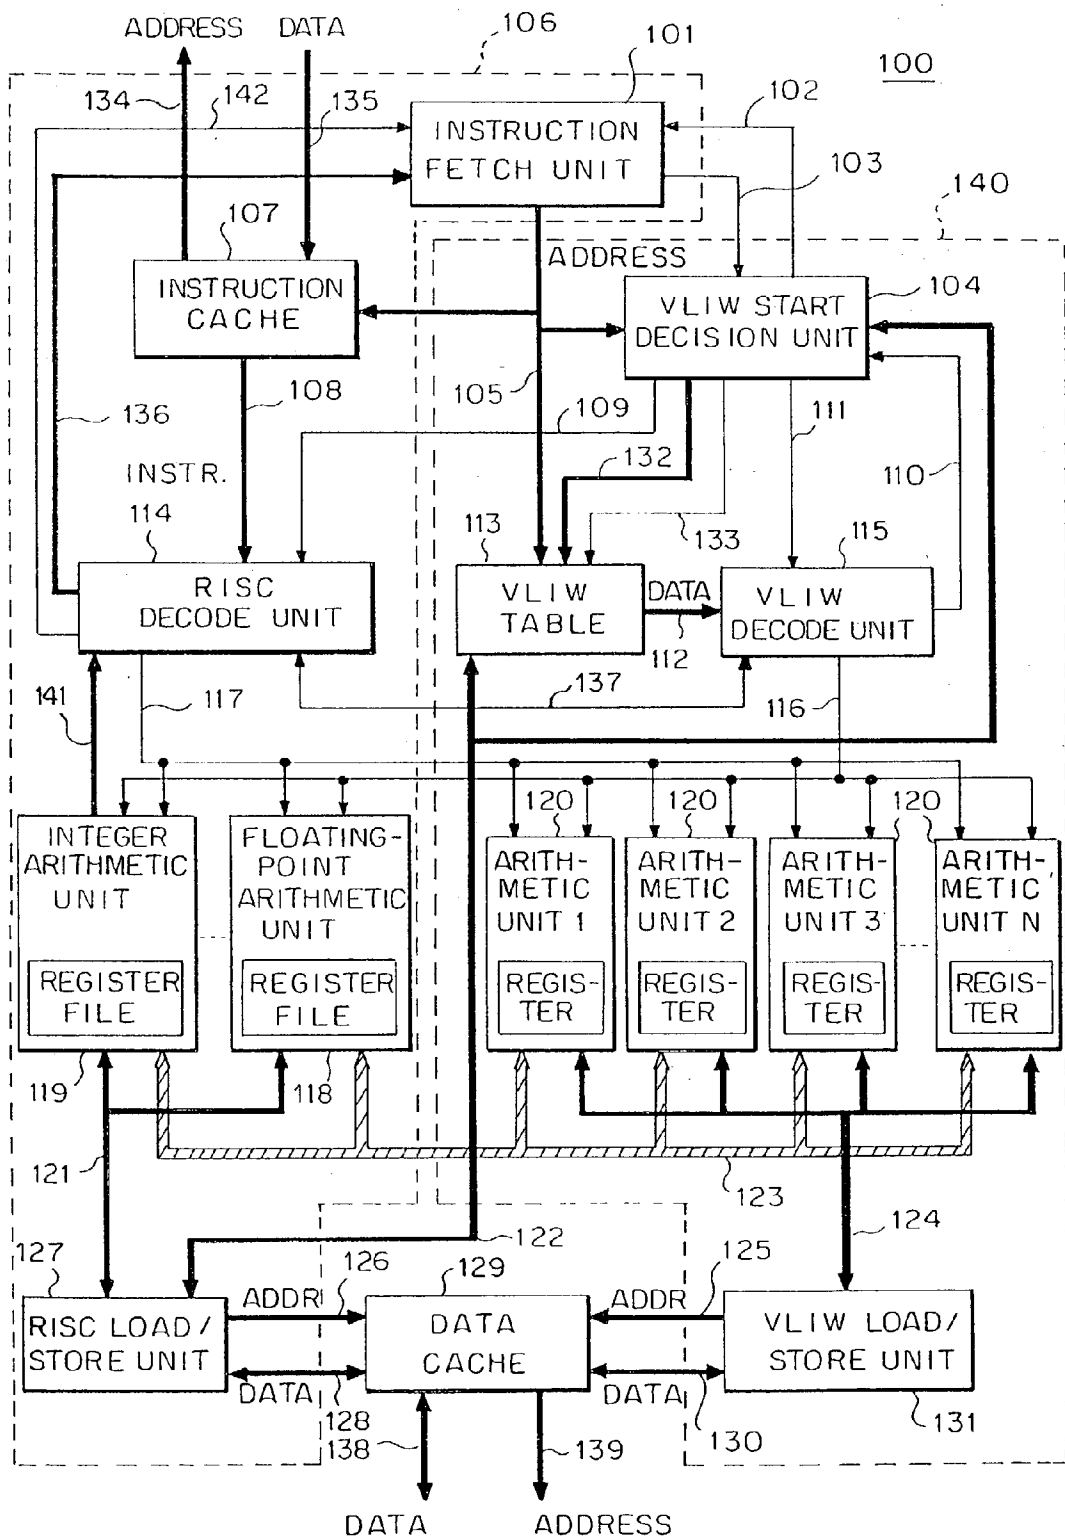 ADDRESS DATA
106
101
100
134
142
135
102
103
140
INSTRUCTION
FETCH UNIT
107
ADDRESS
INSTRUCTION
CACHE
VLIW START
DECISION UNIT
104
136
108
105
109
111
132
110
INSTR.
114
113
133
115
RISC
DECODE UNIT
VLIW
TABLE
DATA
112
VLIW
DECODE UNIT
141
117
137
116
120
120
120
INTEGER
ARITHMETIC
UNIT
FLOATING-
POINT
ARITHMETIC
UNIT
ARITH-
METIC
UNIT 1
ARITH-
METIC
UNIT 2
ARITH-
METIC
UNIT 3
ARITH-
METIC
UNIT N
REGISTER
FILE
REGISTER
FILE
REGIS-
TER
REGIS-
TER
REGIS-
TER
REGIS-
TER
119
118
121
123
124
127
126
122
129
125
ADDR
ADDR
RISC LOAD/
STORE UNIT
DATA
CACHE
VLIW LOAD/
STORE UNIT
DATA
DATA
128
138
139
130
131
DATA
ADDRESS